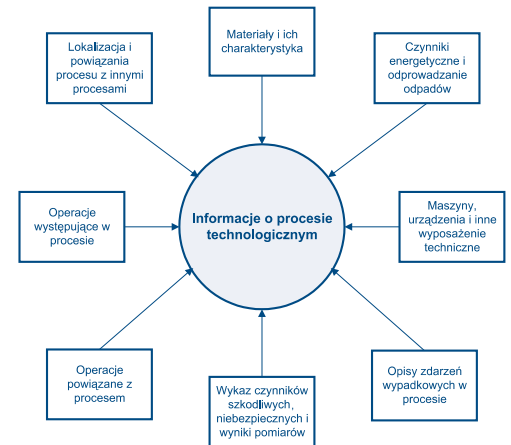 Materiały i ich
charakterystyka
Lokalizacja i
powiązania
procesu z innymi
procesami
Czynniki
energetyczne i
odprowadzanie
odpadów
Operacje
występujące w
procesie
Informacje o procesie
technologicznym
Maszyny,
urządzenia i inne
wyposażenie
techniczne
Operacje
powiązane z
procesem
Wykaz czynników
szkodliwych,
niebezpiecznych i
wyniki pomiarów
Opisy zdarzeń
wypadkowych w
procesie